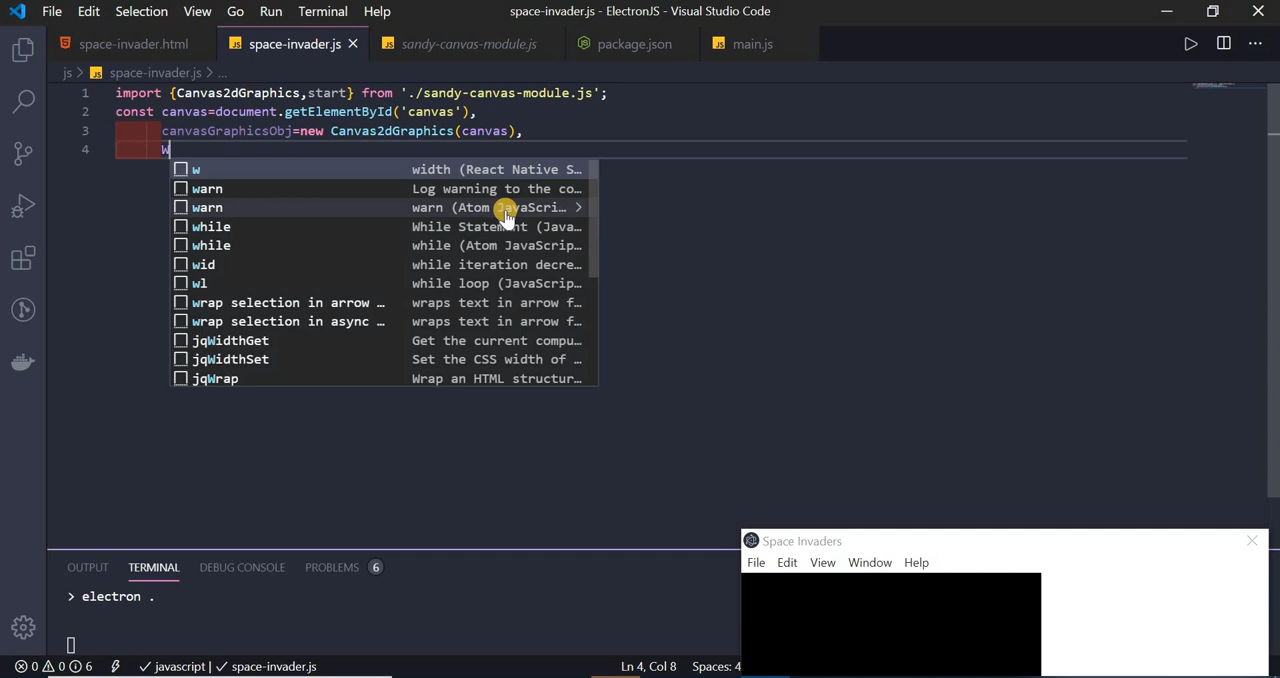 File Edit Selection View Go Run Terminal Help space-invader.js - ElectronJS - Visual Studio Code
space-invader.html space-invader.js sandy-canvas-module.js package.json main.js
js > space-invader.js > ...
1 import {Canvas2dGraphics,start} from './sandy-canvas-module.js';
2 const canvas=document.getElementById('canvas'),
3 canvasGraphicsObj=new Canvas2dGraphics(canvas),
4 W
w width (React Native S…
warn Log warning to the co…
warn warn (Atom JavaScri…
while While Statement (Java…
while while (Atom JavaScrip…
wid while iteration decre…
wl while loop (JavaScrip…
wrap selection in arrow … wraps text in arrow f…
wrap selection in async … wraps text in arrow f…
jqWidthGet Get the current compu…
jqWidthSet Set the CSS width of …
jqWrap Wrap an HTML structur…
OUTPUT TERMINAL DEBUG CONSOLE PROBLEMS 6
> electron .
Space Invaders
File Edit View Window Help
0 0 6 javascript | space-invader.js Ln 4, Col 8 Spaces: 4